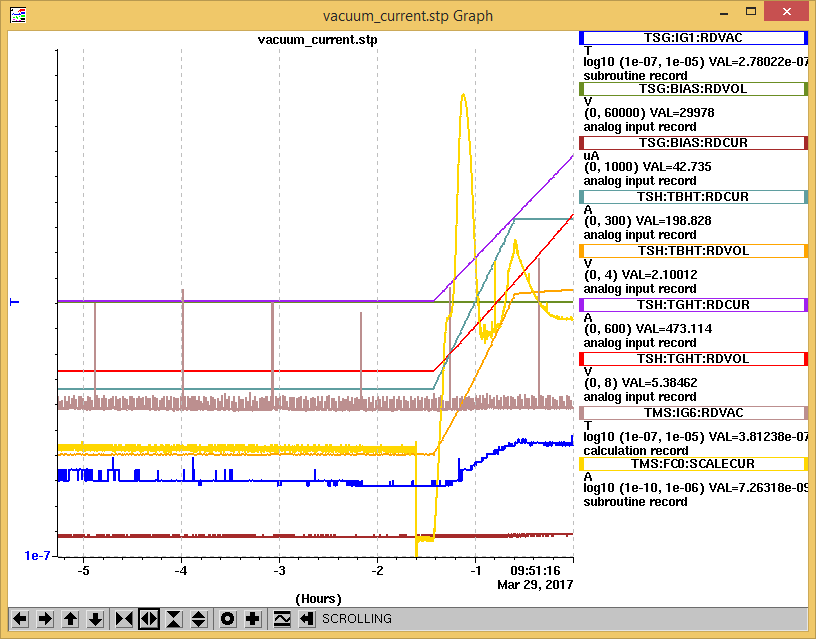 vacuum_current.stp Graph
vacuum_current.stp
T
1e-7
-5
-4
-3
-2
-1
09:51:16
Mar 29, 2017
(Hours)
TSG:IG1:RDVAC
T
log10 (1e-07, 1e-05) VAL=2.78022e-07
subroutine record
TSG:BIAS:RDVOL
V
(0, 60000) VAL=29978
analog input record
TSG:BIAS:RDCUR
uA
(0, 1000) VAL=42.735
analog input record
TSH:TBHT:RDCUR
A
(0, 300) VAL=198.828
analog input record
TSH:TBHT:RDVOL
V
(0, 4) VAL=2.10012
analog input record
TSH:TGHT:RDCUR
A
(0, 600) VAL=473.114
analog input record
TSH:TGHT:RDVOL
V
(0, 8) VAL=5.38462
analog input record
TMS:IG6:RDVAC
T
log10 (1e-07, 1e-05) VAL=3.81238e-07
calculation record
TMS:FC0:SCALECUR
A
log10 (1e-10, 1e-06) VAL=7.26318e-09
subroutine record
SCROLLING